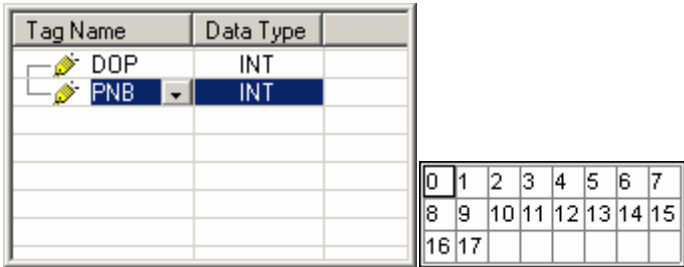 Tag Name Data Type
DOP INT
PNB INT
0 1 2 3 4 5 6 7
8 9 10 11 12 13 14 15
16 17